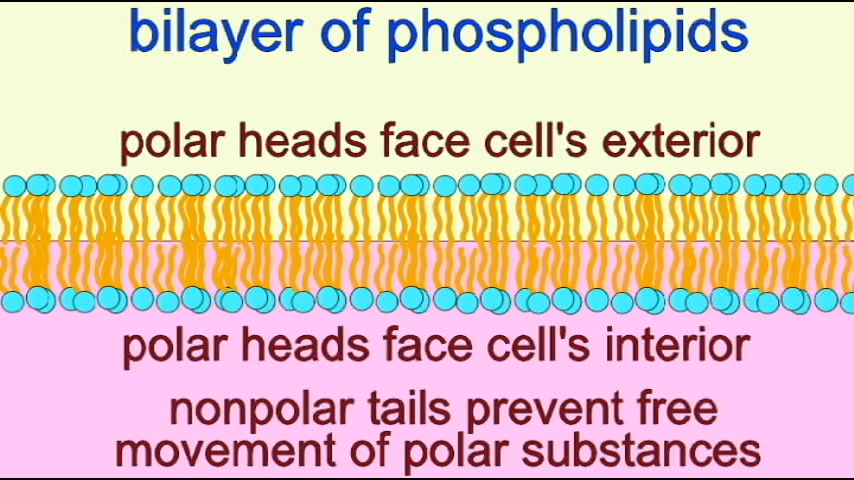 bilayer of phospholipids
polar heads face cell's exterior
polar heads face cell's interior
nonpolar tails prevent free
movement of polar substances